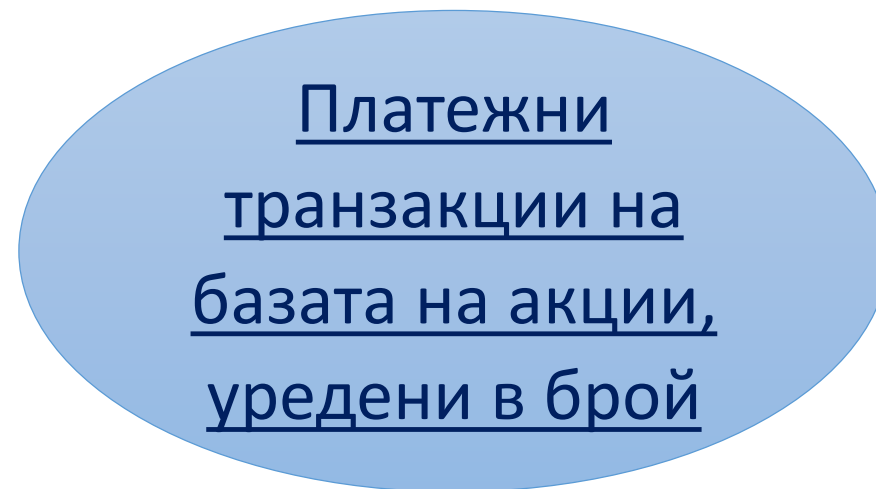 Платежни
транзакции на
базата на акции,
уредени в брой